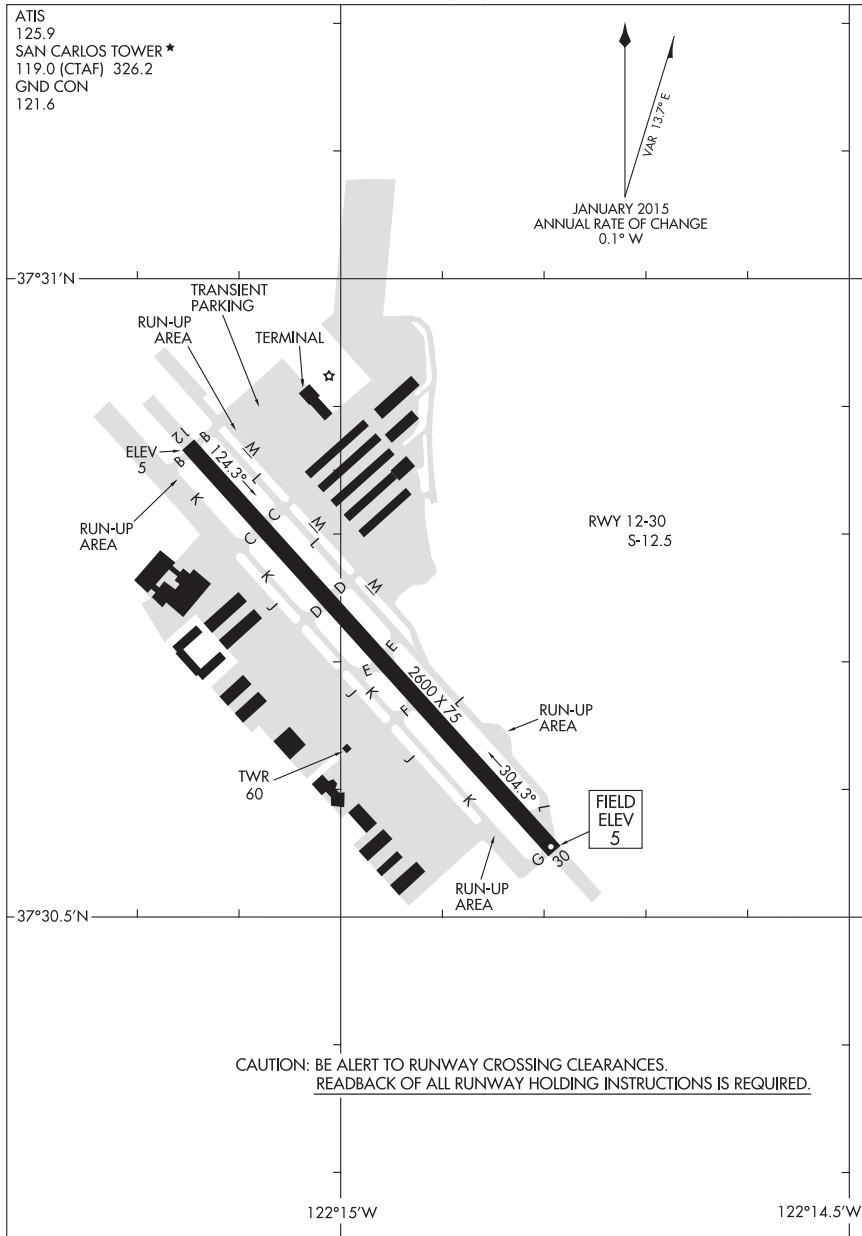 ATIS
125.9
SAN CARLOS TOWER ★
119.0 (CTAF) 326.2
GND CON
121.6
VAR 13.7° E
JANUARY 2015
ANNUAL RATE OF CHANGE
0.1° W
37°31'N
TRANSIENT
PARKING
RUN-UP
AREA
TERMINAL
ELEV
5
12
B
B
124.3°
M
L
K
C
C
RUN-UP
AREA
RWY 12-30
S-12.5
M
L
K
J
D
D
M
E
E
J
K
2600 X 75
F
L
J
RUN-UP
AREA
TWR
60
304.3°
K
L
FIELD
ELEV
5
G
30
RUN-UP
AREA
37°30.5'N
CAUTION: BE ALERT TO RUNWAY CROSSING CLEARANCES.
READBACK OF ALL RUNWAY HOLDING INSTRUCTIONS IS REQUIRED.
122°15'W
122°14.5'W